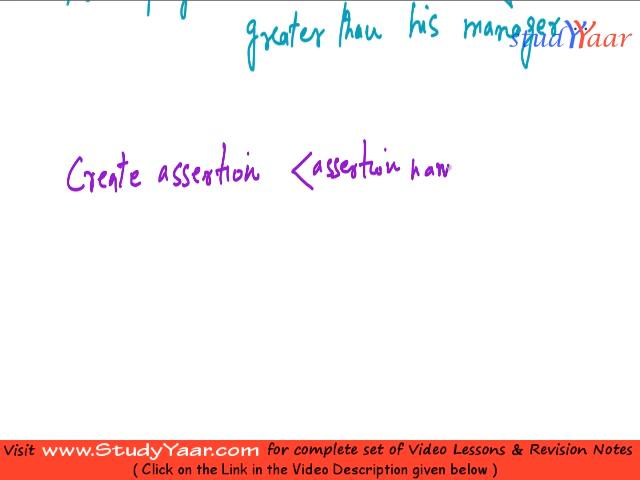 greater than his manager..
studYYaar
Create assertion <assertion nam
Visit www.StudyYaar.com for complete set of Video Lessons & Revision Notes
( Click on the Link in the Video Description given below )